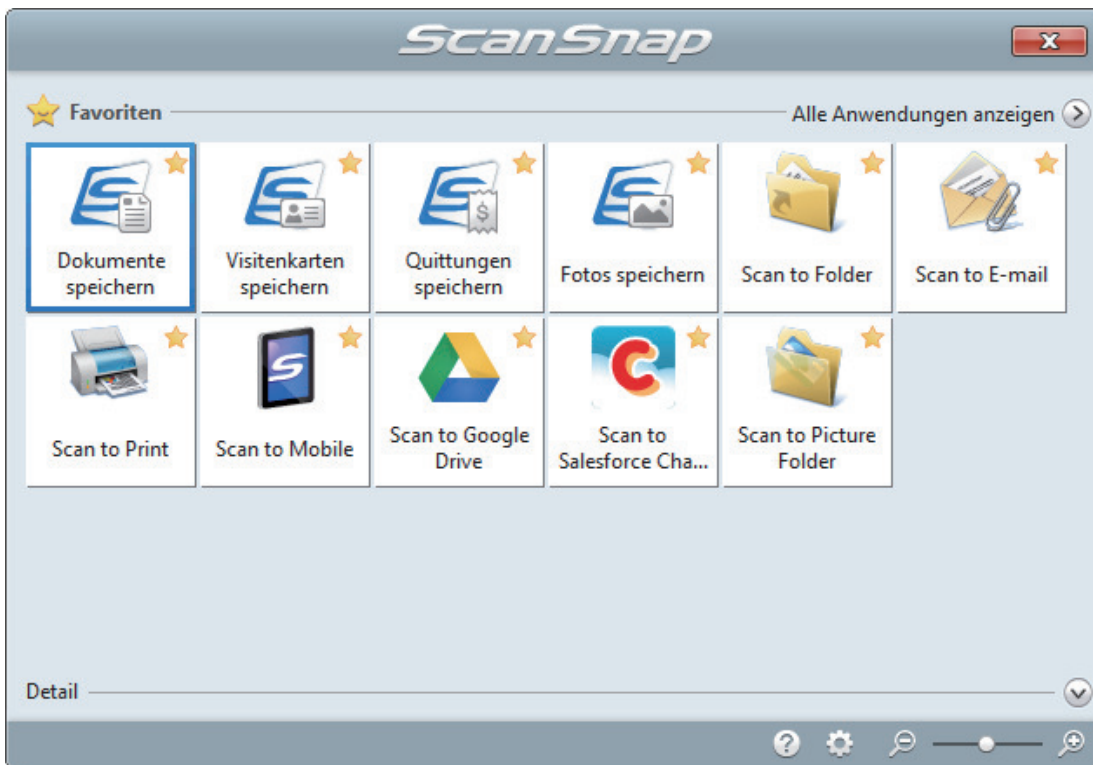 ScanSnap
Favoriten
Alle Anwendungen anzeigen
Dokumente
speichern
Visitenkarten
speichern
Quittungen
speichern
Fotos speichern
Scan to Folder
Scan to E-mail
Scan to Print
Scan to Mobile
Scan to Google
Drive
Scan to
Salesforce Cha...
Scan to Picture
Folder
Detail